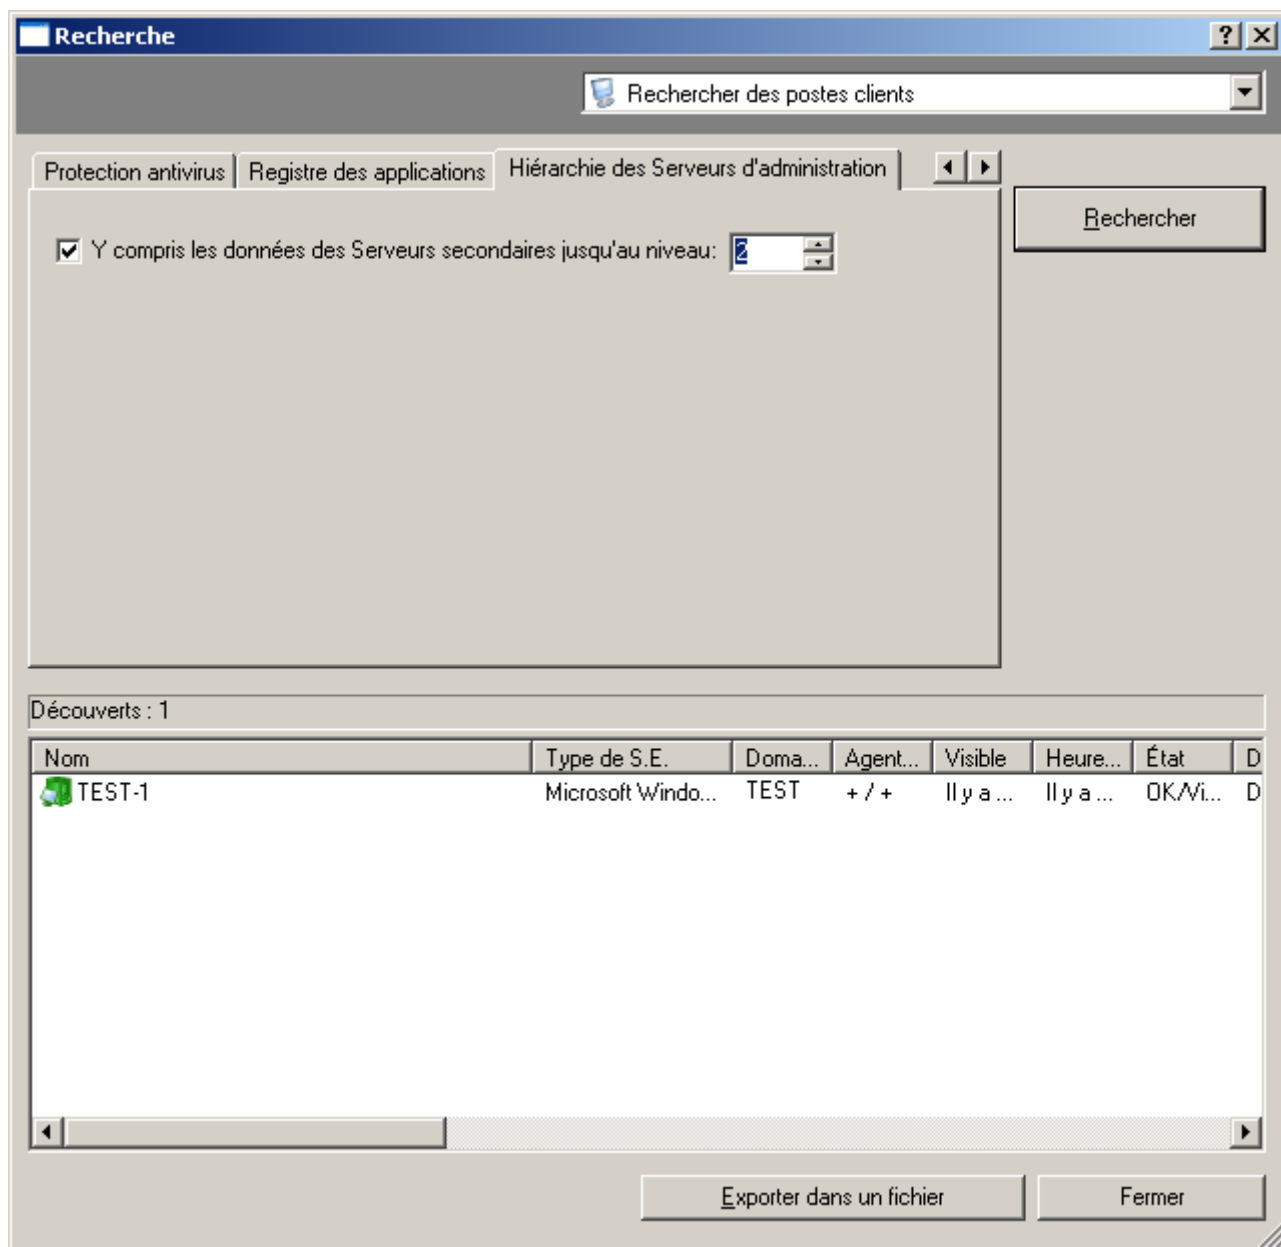 Recherche
Rechercher des postes clients
Protection antivirus Registre des applications Hiérarchie des Serveurs d'administration
Rechercher
Y compris les données des Serveurs secondaires jusqu'au niveau: 2
Découverts : 1
Nom Type de S.E. Doma... Agent... Visible Heure... État D
TEST-1 Microsoft Windo... TEST + / + Il y a ... Il y a ... OK/Vi... D
Exporter dans un fichier Fermer